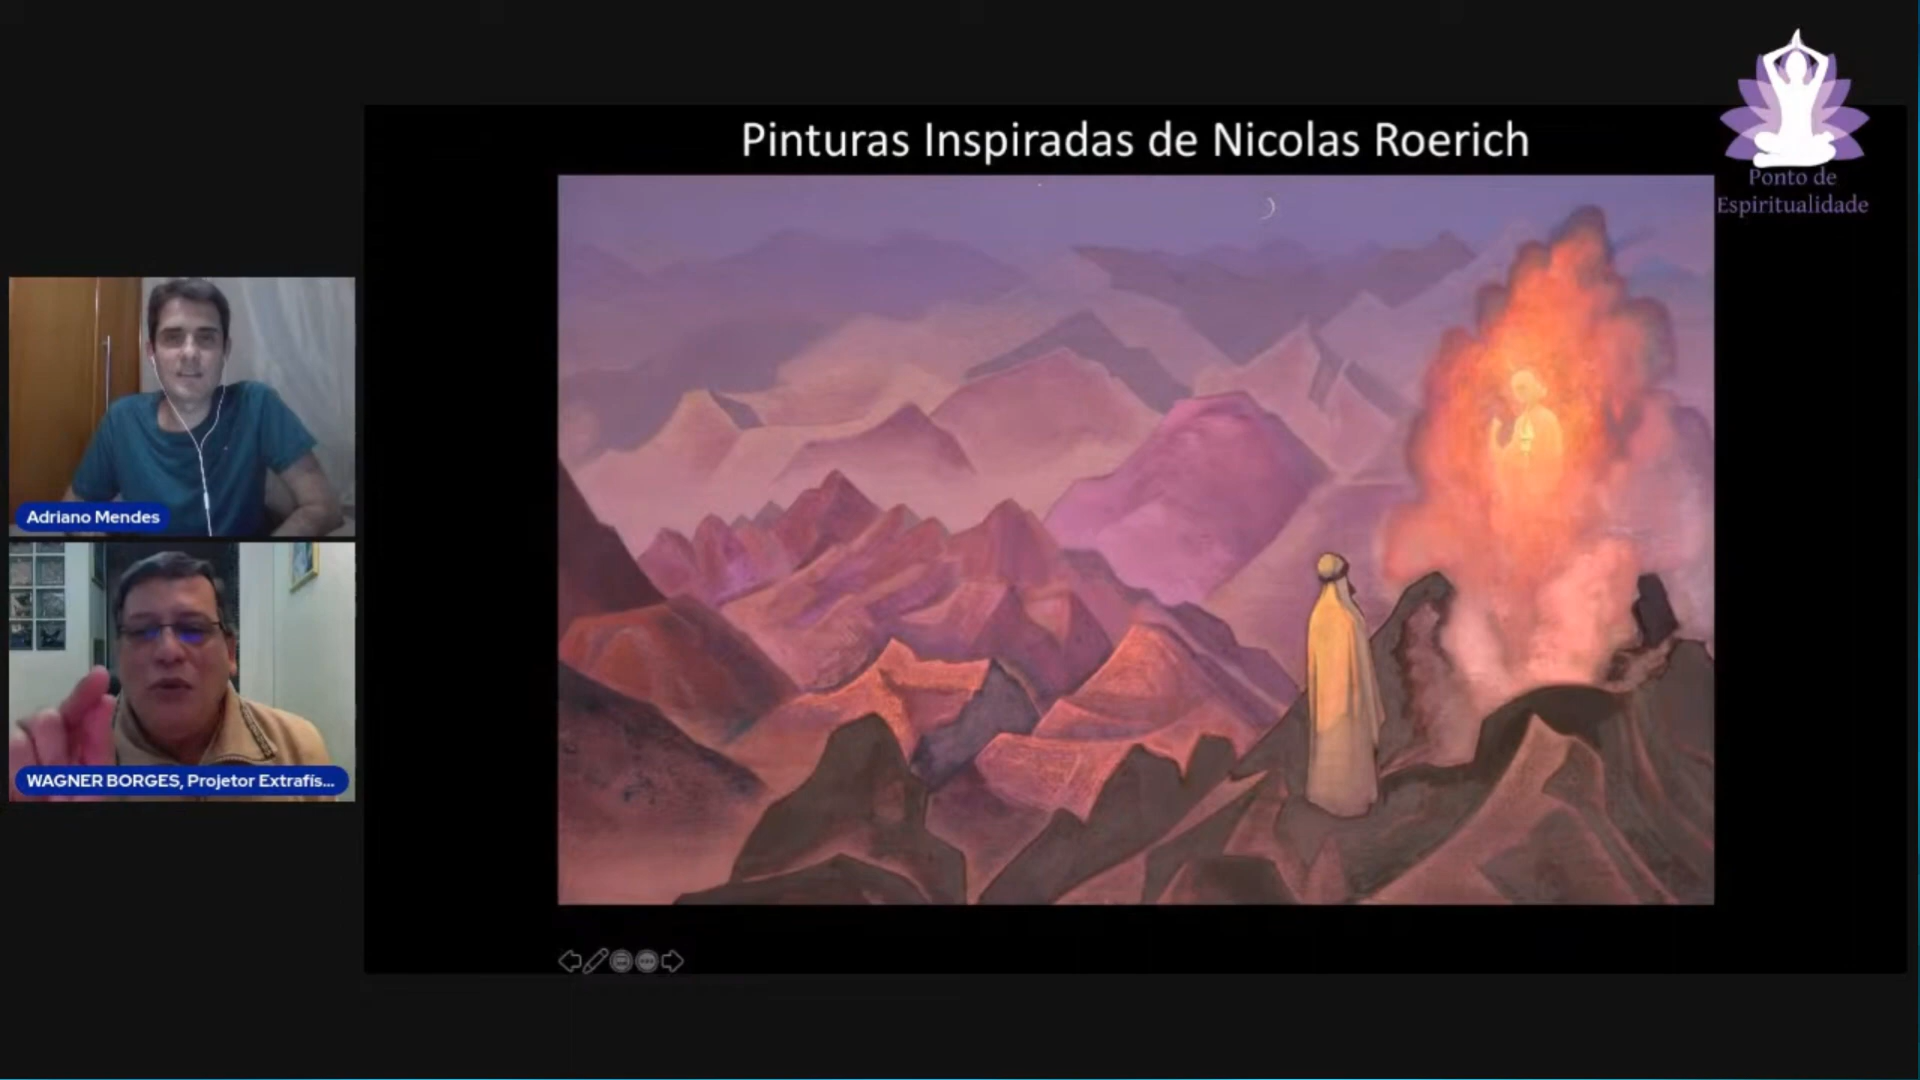 Pinturas Inspiradas de Nicolas Roerich
Ponto de
Espiritualidade
Adriano Mendes
WAGNER BORGES, Projetor Extrafís...